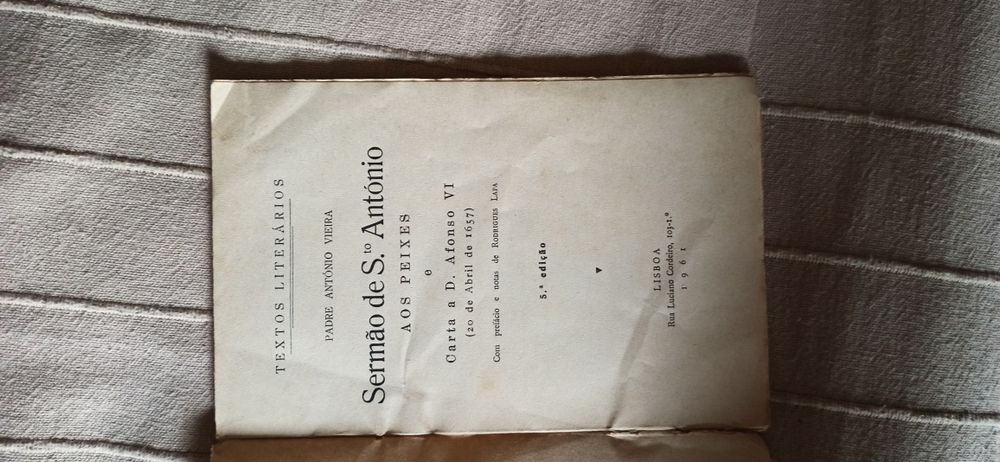 TEXTOS LITERÁRIOS
PADRE ANTÓNIO VIEIRA
Sermão de S.to António
AOS PEIXES
e
Carta a D. Afonso VI
(20 de Abril de 1657)
Com prefácio e notas de RODRIGUES LAPA
5.ª edição
LISBOA
Rua Luciano Cordeiro, 103-1.º
1961